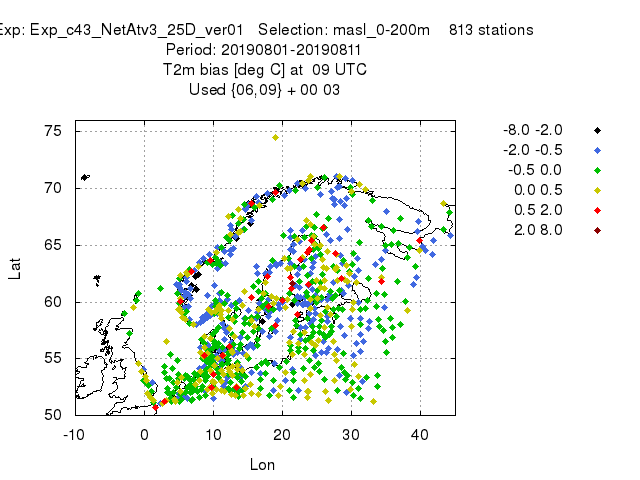 Exp: Exp_c43_NetAtv3_25D_ver01 Selection: masl_0-200m 813 stations
Period: 20190801-20190811
T2m bias [deg C] at 09 UTC
Used {06,09} + 00 03
75
70
65
60
55
50
-10 0 10 20 30 40
Lat
Lon
-8.0 -2.0
-2.0 -0.5
-0.5 0.0
0.0 0.5
0.5 2.0
2.0 8.0